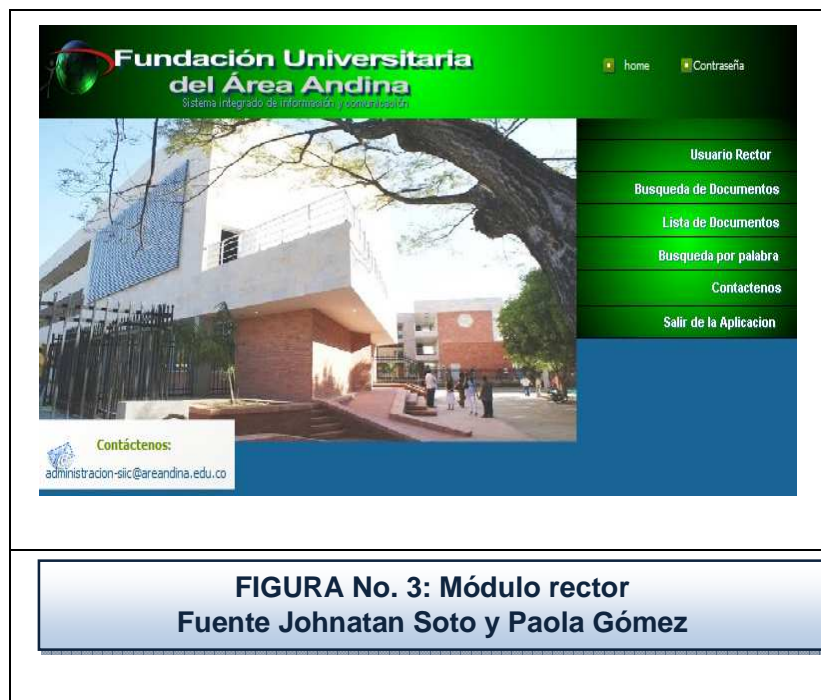 Fundación Universitaria
del Área Andina
Sistema integrado de información y comunicación
home
Contraseña
Usuario Rector
Busqueda de Documentos
Lista de Documentos
Busqueda por palabra
Contactenos
Salir de la Aplicacion
Contáctenos:
administracion-siic@areandina.edu.co
FIGURA No. 3: Módulo rector
Fuente Johnatan Soto y Paola Gómez